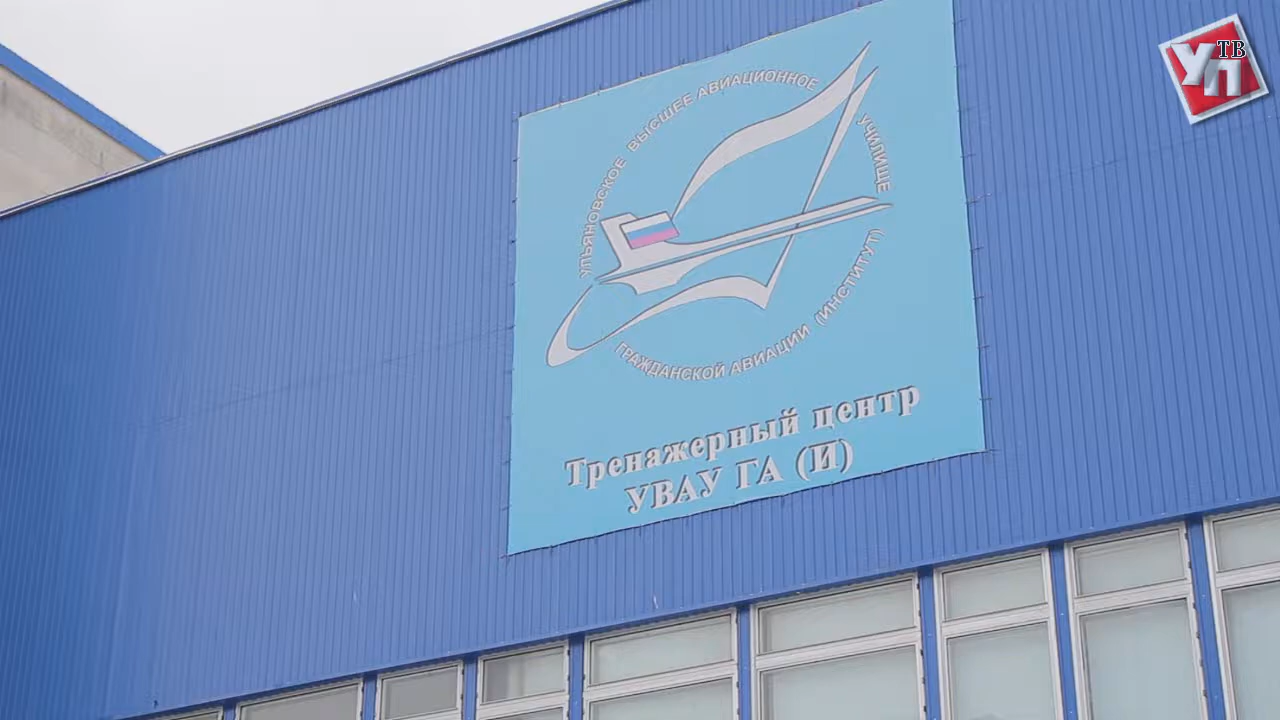 УЛЬЯНОВСКОЕ ВЫСШЕЕ АВИАЦИОННОЕ УЧИЛИЩЕ
ГРАЖДАНСКОЙ АВИАЦИИ (ИНСТИТУТ)
Тренажерный центр
УВАУ ГА (И)
УП ТВ